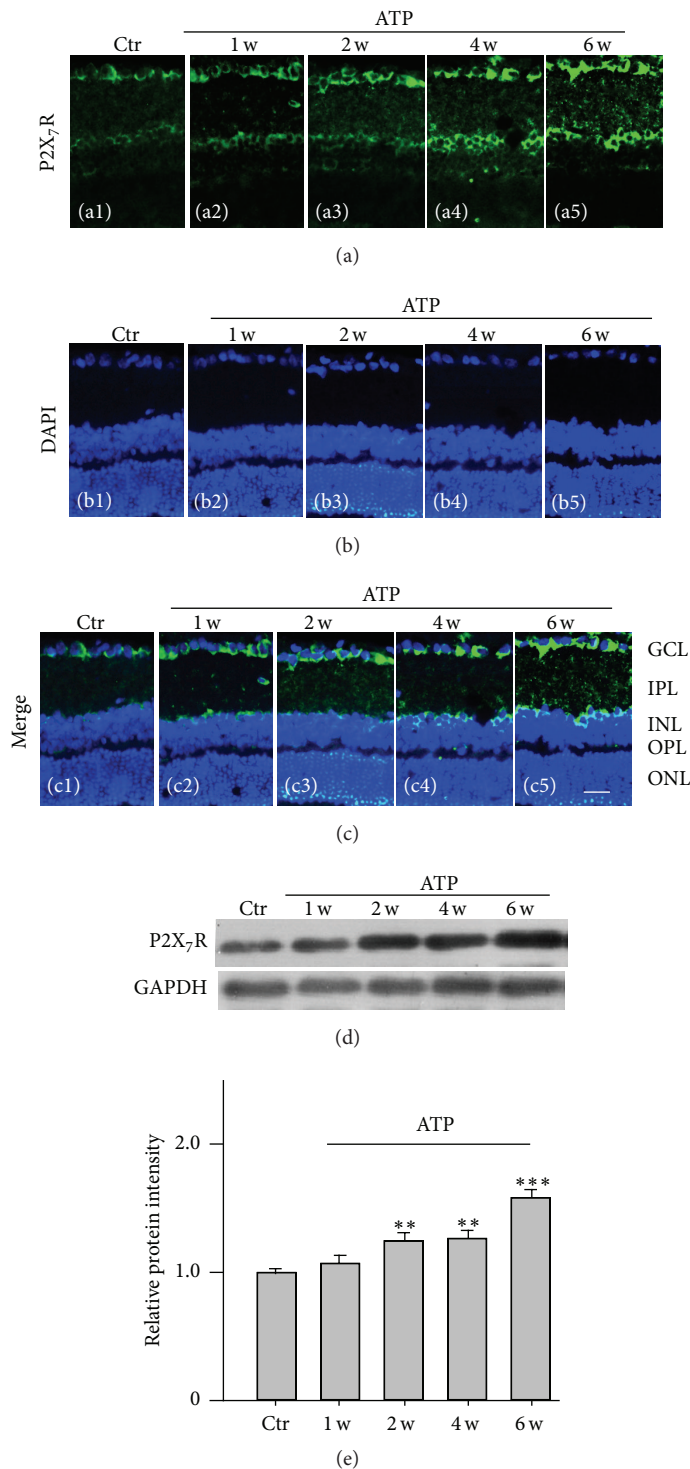 ATP
Ctr 1 w 2 w 4 w 6 w
P2X₇R
(a1) (a2) (a3) (a4) (a5)
(a)
ATP
Ctr 1 w 2 w 4 w 6 w
DAPI
(b1) (b2) (b3) (b4) (b5)
(b)
ATP
Ctr 1 w 2 w 4 w 6 w
Merge
GCL
IPL
INL
OPL
ONL
(c1) (c2) (c3) (c4) (c5)
(c)
ATP
Ctr 1 w 2 w 4 w 6 w
P2X₇R
GAPDH
(d)
Relative protein intensity
2.0
1.0
0
ATP
** ** ***
Ctr 1 w 2 w 4 w 6 w
(e)